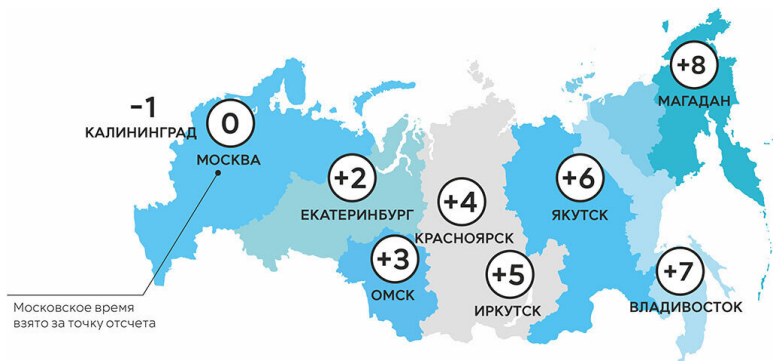 +8
МАГАДАН
-1
КАЛИНИНГРАД
0
МОСКВА
+2
ЕКАТЕРИНБУРГ
+6
ЯКУТСК
+4
КРАСНОЯРСК
+3
ОМСК
+5
ИРКУТСК
+7
ВЛАДИВОСТОК
Московское время
взято за точку отсчета